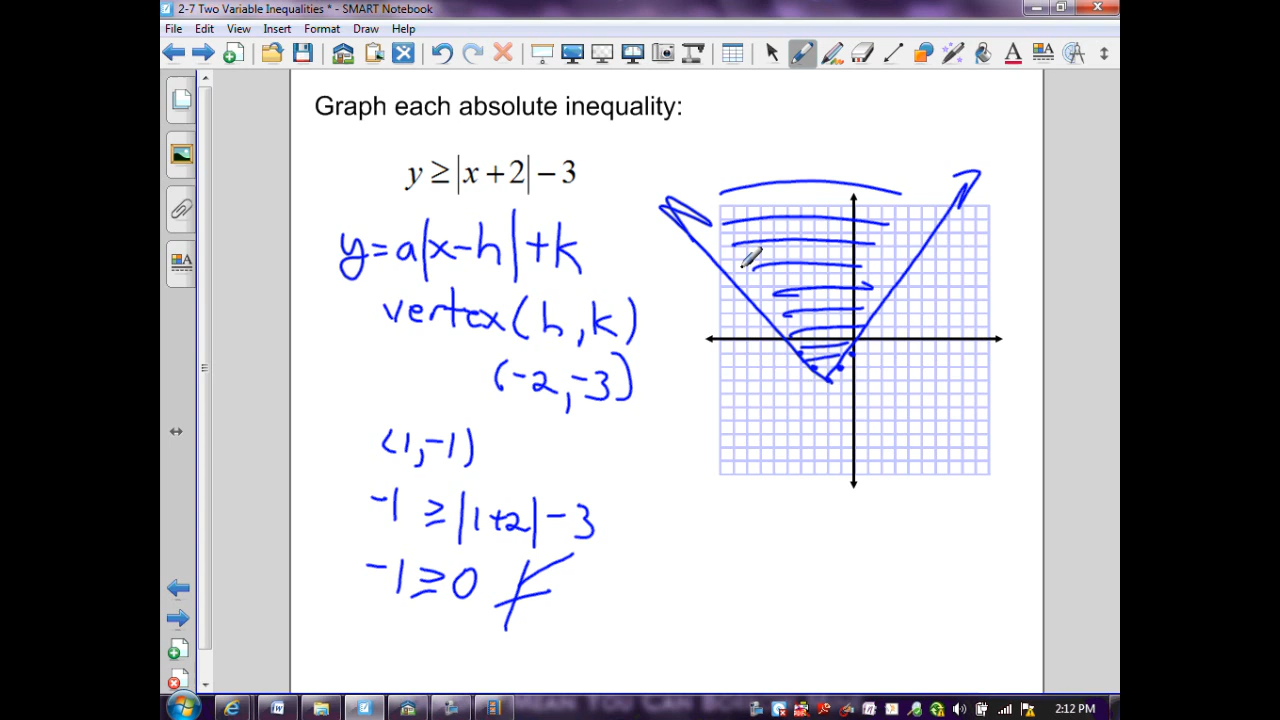 2-7 Two Variable Inequalities * - SMART Notebook
File Edit View Insert Format Draw Help
Graph each absolute inequality:
y ≥ |x + 2| − 3
y = a|x-h| + k
vertex (h, k)
(-2, -3)
(1, -1)
-1 ≥ |1+2| - 3
-1 ≥ 0 F
2:12 PM